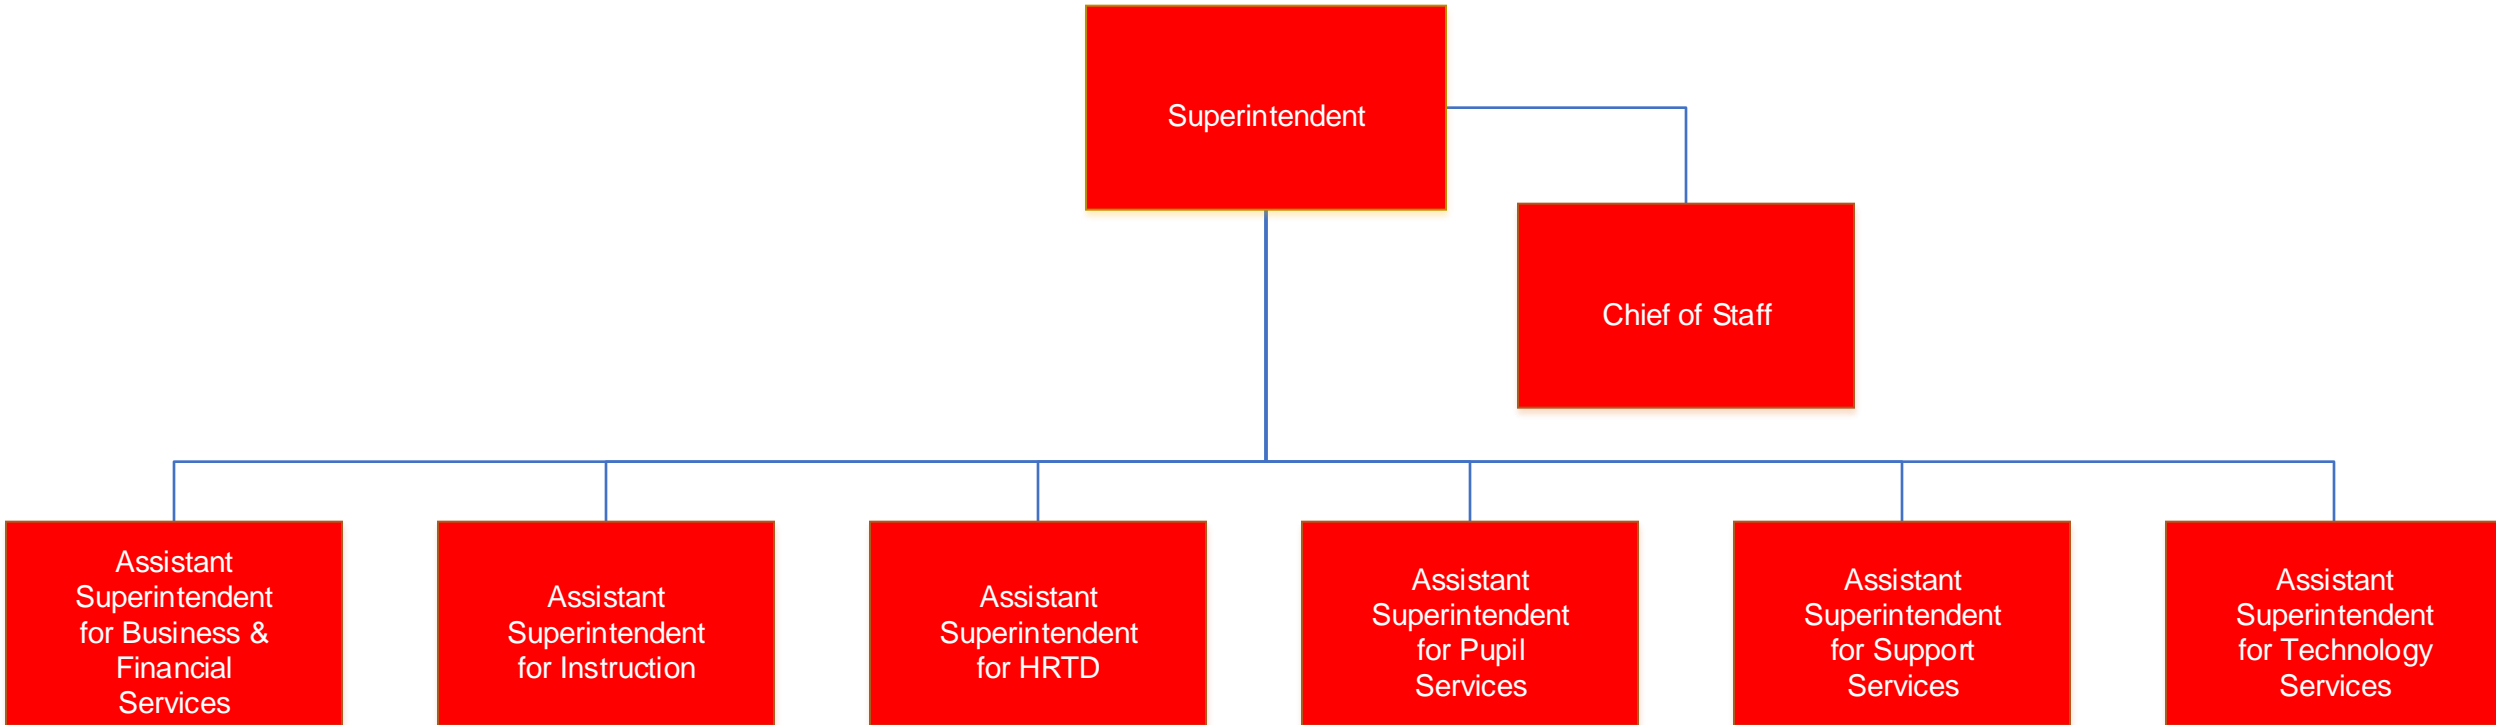 Superintendent
Chief of Staff
Assistant
Superintendent
for Business &
Financial
Services
Assistant
Superintendent
for Instruction
Assistant
Superintendent
for HRTD
Assistant
Superintendent
for Pupil
Services
Assistant
Superintendent
for Support
Services
Assistant
Superintendent
for Technology
Services